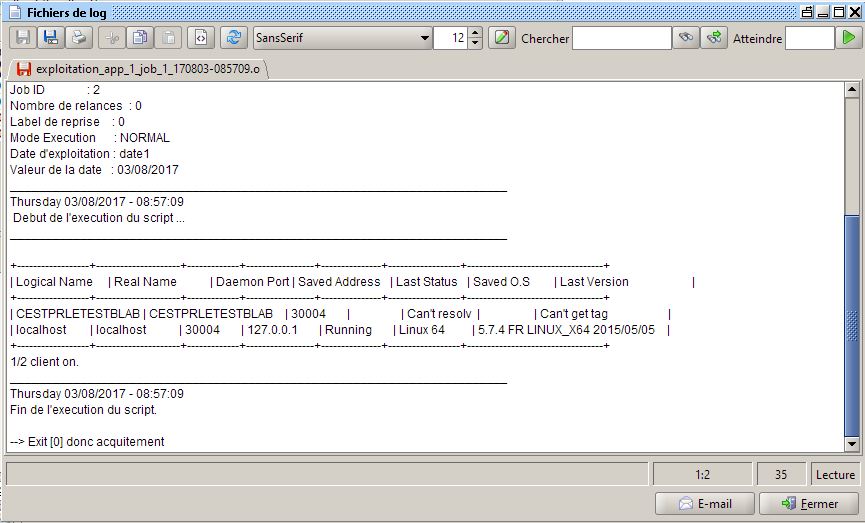 Fichiers de log
SansSerif 12 Chercher Atteindre
exploitation_app_1_job_1_170803-085709.o
Job ID : 2
Nombre de relances : 0
Label de reprise : 0
Mode Execution : NORMAL
Date d'exploitation : date1
Valeur de la date : 03/08/2017
Thursday 03/08/2017 - 08:57:09
Debut de l'execution du script ...
+------------------+---------------------+-------------+-----------------+------------------+-----------------------------------+
| Logical Name | Real Name | Daemon Port | Saved Address | Last Status | Saved O.S | Last Version |
+------------------+---------------------+-------------+-----------------+------------------+-----------------------------------+
| CESTPRLETESTBLAB | CESTPRLETESTBLAB | 30004 | | Can't resolv | | Can't get tag |
| localhost | localhost | 30004 | 127.0.0.1 | Running | Linux 64 | 5.7.4 FR LINUX_X64 2015/05/05 |
+------------------+---------------------+-------------+-----------------+------------------+-----------------------------------+
1/2 client on.
Thursday 03/08/2017 - 08:57:09
Fin de l'execution du script.
--> Exit [0] donc acquitement
1:2 35 Lecture
E-mail Fermer